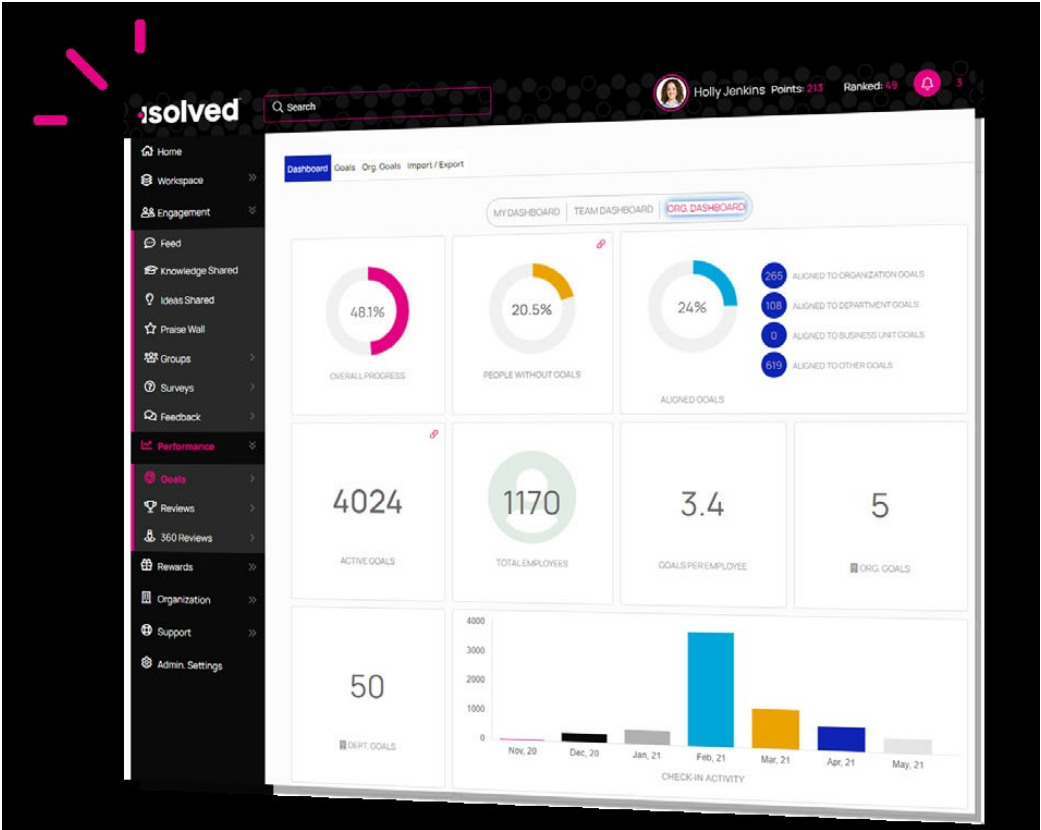 isolved
Search
Holly Jenkins Points: 213 Ranked: 49 3
Home
Workspace
Engagement
Feed
Knowledge Shared
Ideas Shared
Praise Wall
Groups
Surveys
Feedback
Performance
Goals
Reviews
360 Reviews
Rewards
Organization
Support
Admin. Settings
Dashboard Goals Org. Goals Import / Export
MY DASHBOARD TEAM DASHBOARD ORG. DASHBOARD
48.1%
OVERALL PROGRESS
20.5%
PEOPLE WITHOUT GOALS
24%
ALIGNED GOALS
265 ALIGNED TO ORGANIZATION GOALS
108 ALIGNED TO DEPARTMENT GOALS
0 ALIGNED TO BUSINESS UNIT GOALS
619 ALIGNED TO OTHER GOALS
4024
ACTIVE GOALS
1170
TOTAL EMPLOYEES
3.4
GOALS PER EMPLOYEE
5
ORG. GOALS
50
DEPT. GOALS
4000
3000
2000
1000
0
Nov, 20 Dec, 20 Jan, 21 Feb, 21 Mar, 21 Apr, 21 May, 21
CHECK-IN ACTIVITY